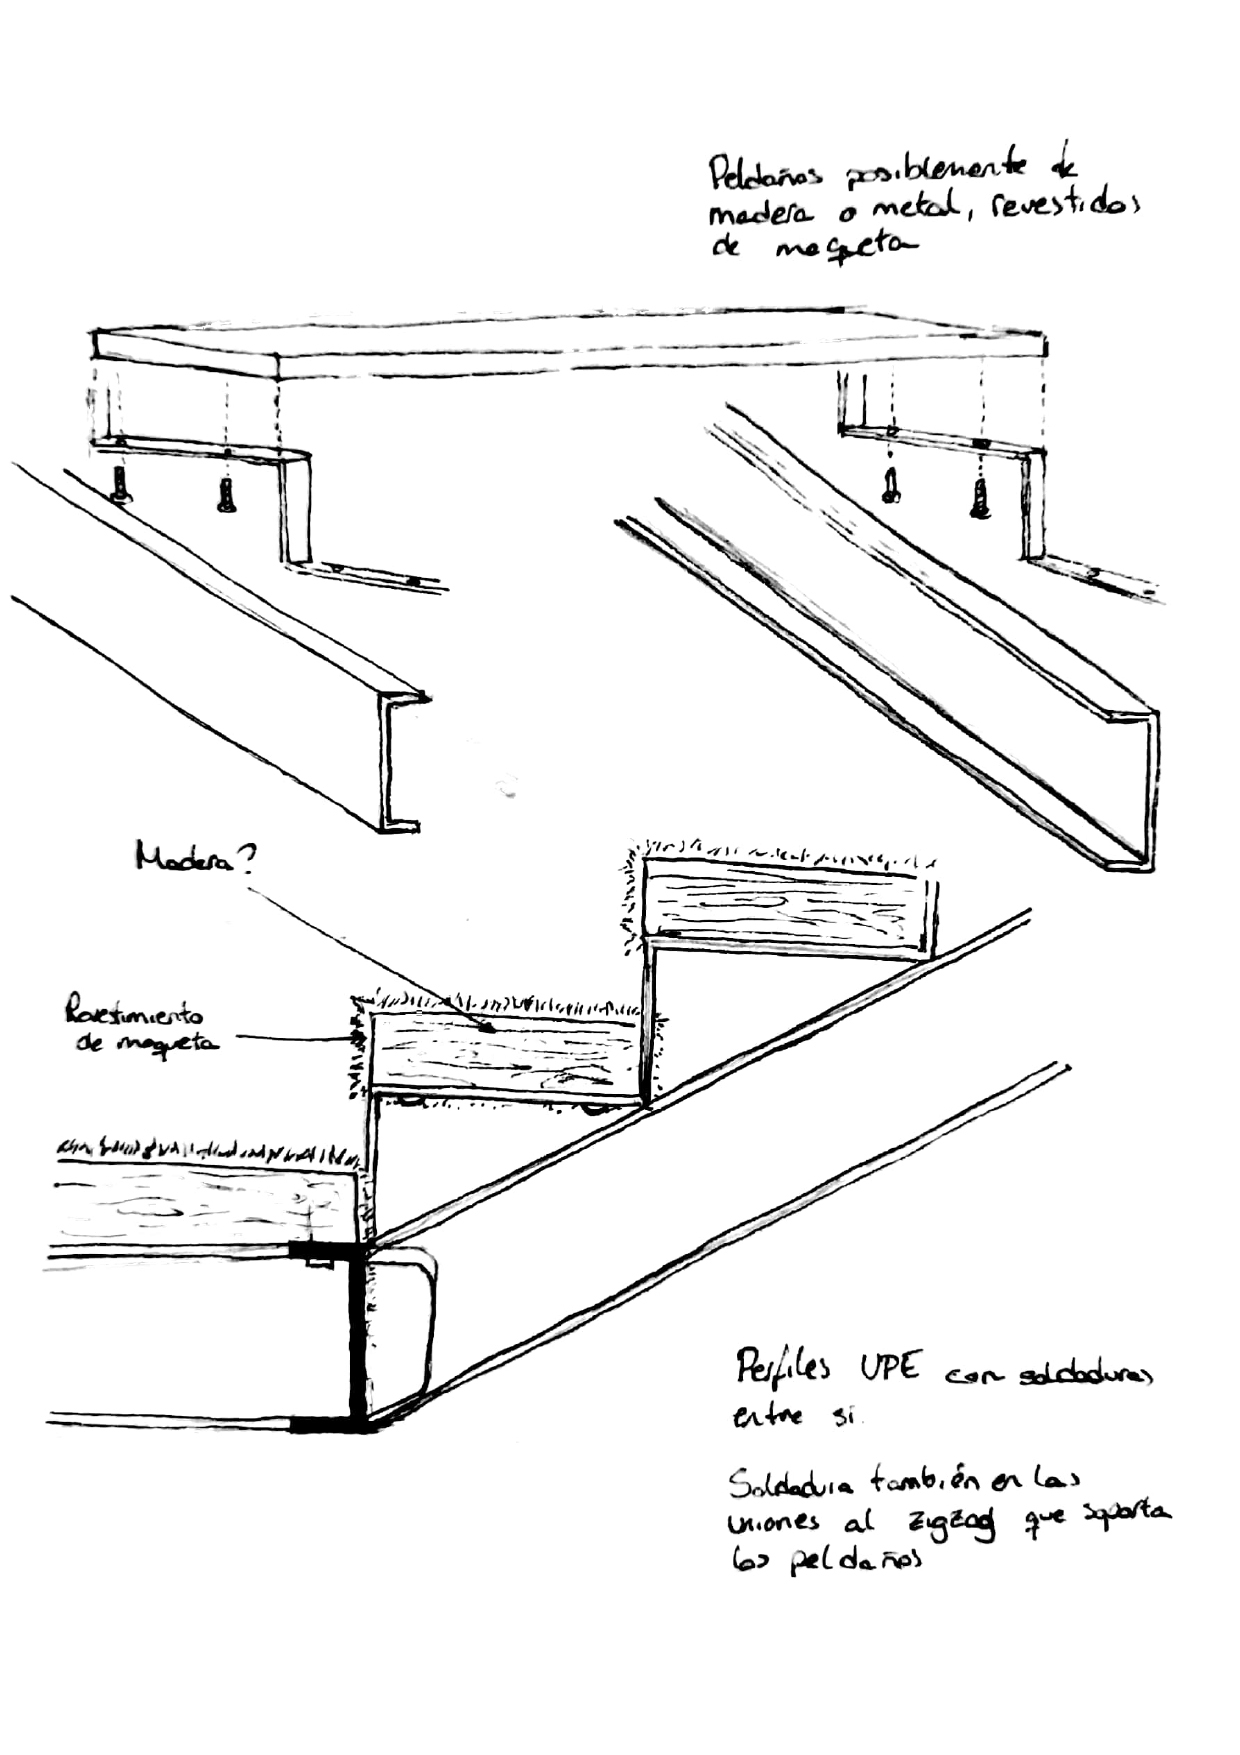 Peldaños posiblemente de
madera o metal, revestidos
de moqueta
Madera?
Revestimiento
de moqueta
Perfiles UPE con soldaduras
entre si.
Soldadura también en las
uniones al zigzag que soporta
los peldaños